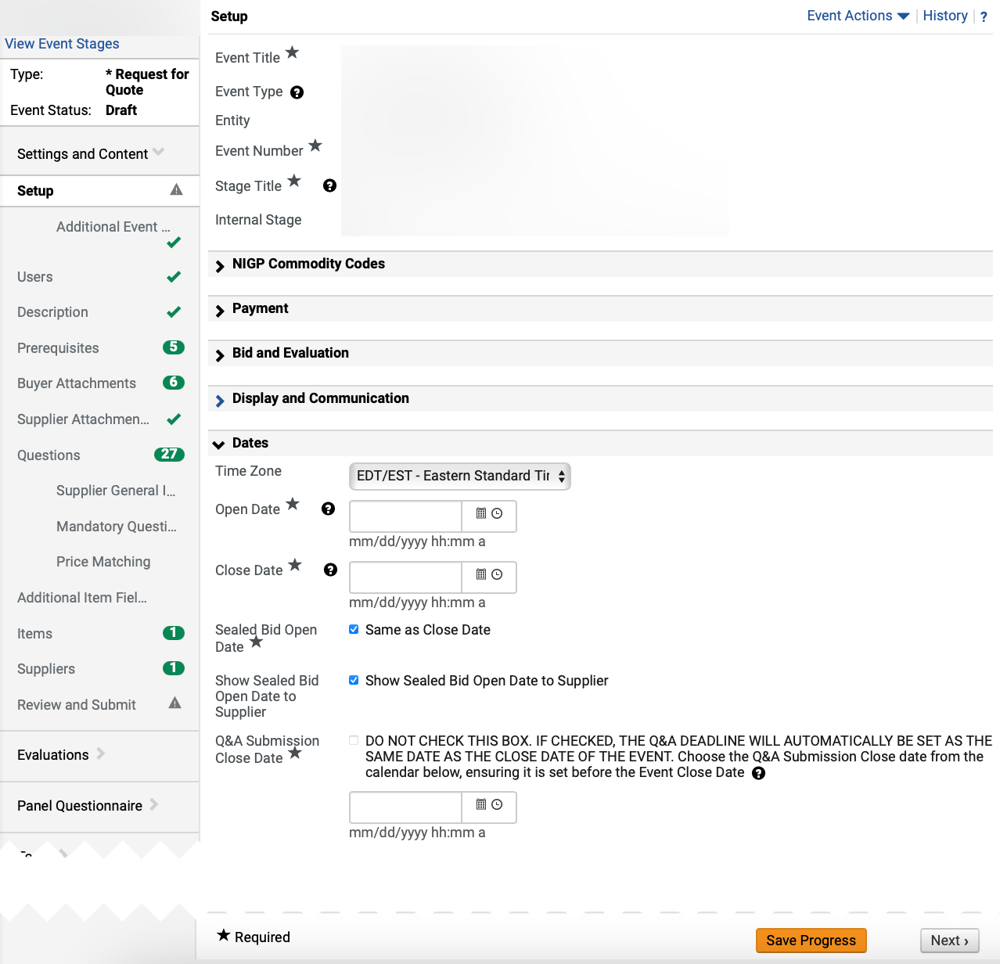 View Event Stages
Type:
* Request for
Quote
Event Status:
Draft
Settings and Content
Setup
Additional Event ...
Users
Description
Prerequisites
5
Buyer Attachments
6
Supplier Attachmen...
Questions
27
Supplier General I...
Mandatory Questi...
Price Matching
Additional Item Fiel...
Items
1
Suppliers
1
Review and Submit
Evaluations
Panel Questionnaire
Setup
Event Actions
History
?
Event Title ★
Event Type ?
Entity
Event Number ★
Stage Title ★ ?
Internal Stage
NIGP Commodity Codes
Payment
Bid and Evaluation
Display and Communication
Dates
Time Zone
EDT/EST - Eastern Standard Tir
Open Date ★ ?
mm/dd/yyyy hh:mm a
Close Date ★ ?
mm/dd/yyyy hh:mm a
Sealed Bid Open
Date ★
Same as Close Date
Show Sealed Bid
Open Date to
Supplier
Show Sealed Bid Open Date to Supplier
Q&A Submission
Close Date ★
DO NOT CHECK THIS BOX. IF CHECKED, THE Q&A DEADLINE WILL AUTOMATICALLY BE SET AS THE
SAME DATE AS THE CLOSE DATE OF THE EVENT. Choose the Q&A Submission Close date from the
calendar below, ensuring it is set before the Event Close Date ?
mm/dd/yyyy hh:mm a
★ Required
Save Progress
Next ›